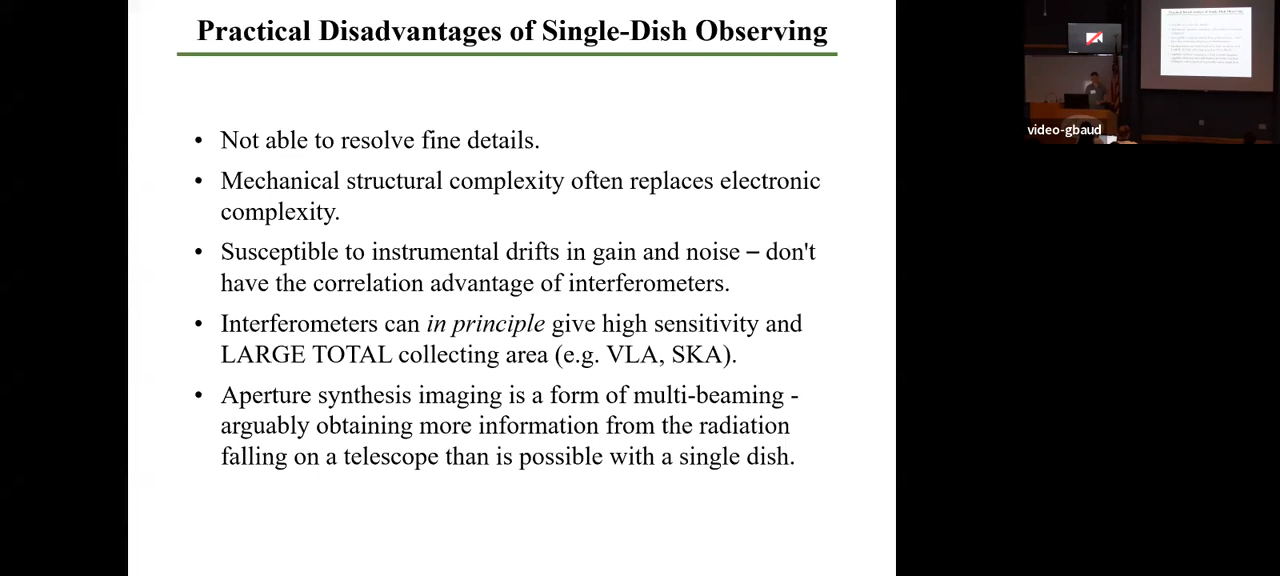 Practical Disadvantages of Single-Dish Observing
• Not able to resolve fine details.
• Mechanical structural complexity often replaces electronic
complexity.
• Susceptible to instrumental drifts in gain and noise – don't
have the correlation advantage of interferometers.
• Interferometers can in principle give high sensitivity and
LARGE TOTAL collecting area (e.g. VLA, SKA).
• Aperture synthesis imaging is a form of multi-beaming -
arguably obtaining more information from the radiation
falling on a telescope than is possible with a single dish.
video-gbaud